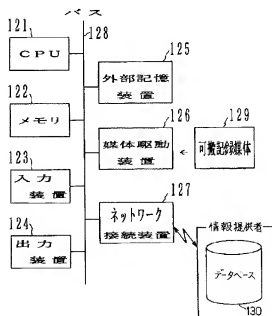 バス
121
128
CPU
125
外部記憶
装置
122
メモリ
126
129
媒体駆動
装置
可搬記録媒体
123
入力
装置
127
ネットワーク
接続装置
124
出力
装置
情報提供者
データベース
130